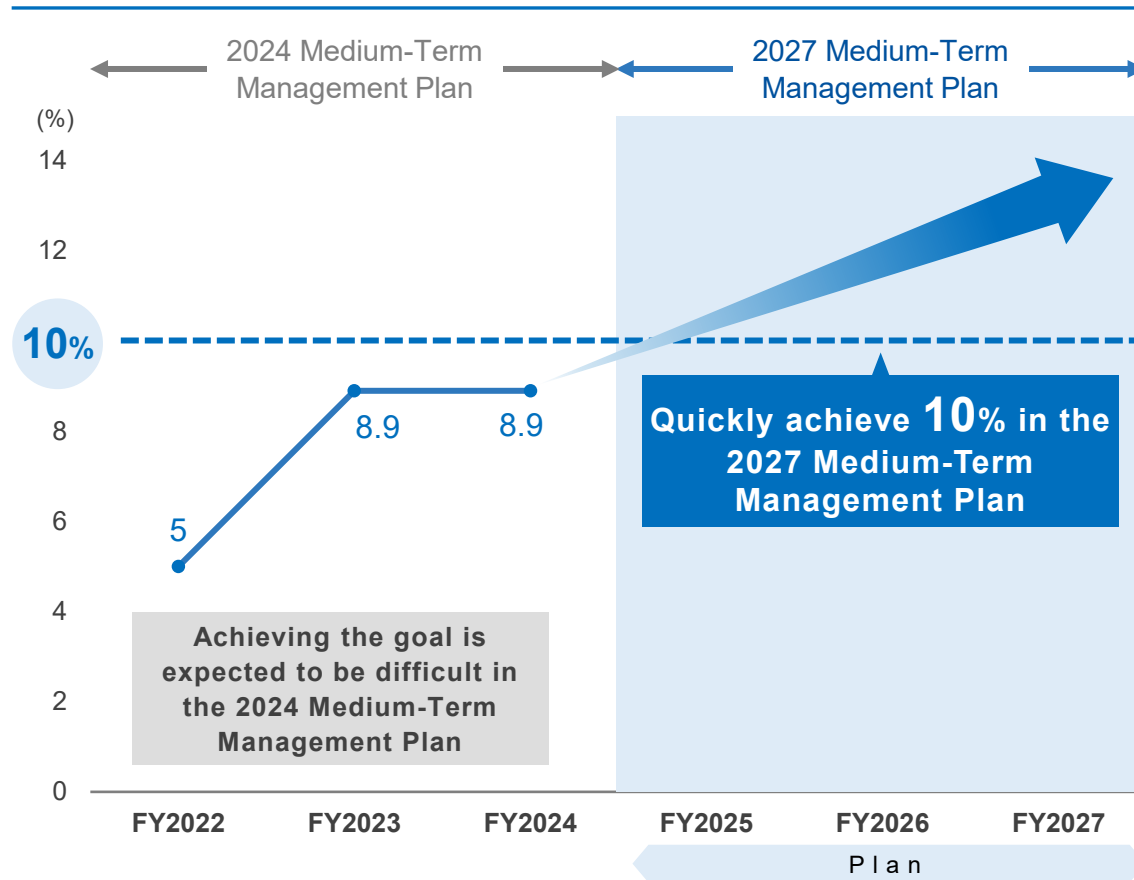 2024 Medium-Term
Management Plan
2027 Medium-Term
Management Plan
(%)
14
12
10%
8
6
4
2
0
5
8.9
8.9
Quickly achieve 10% in the
2027 Medium-Term
Management Plan
Achieving the goal is
expected to be difficult in
the 2024 Medium-Term
Management Plan
FY2022
FY2023
FY2024
FY2025
FY2026
FY2027
Plan